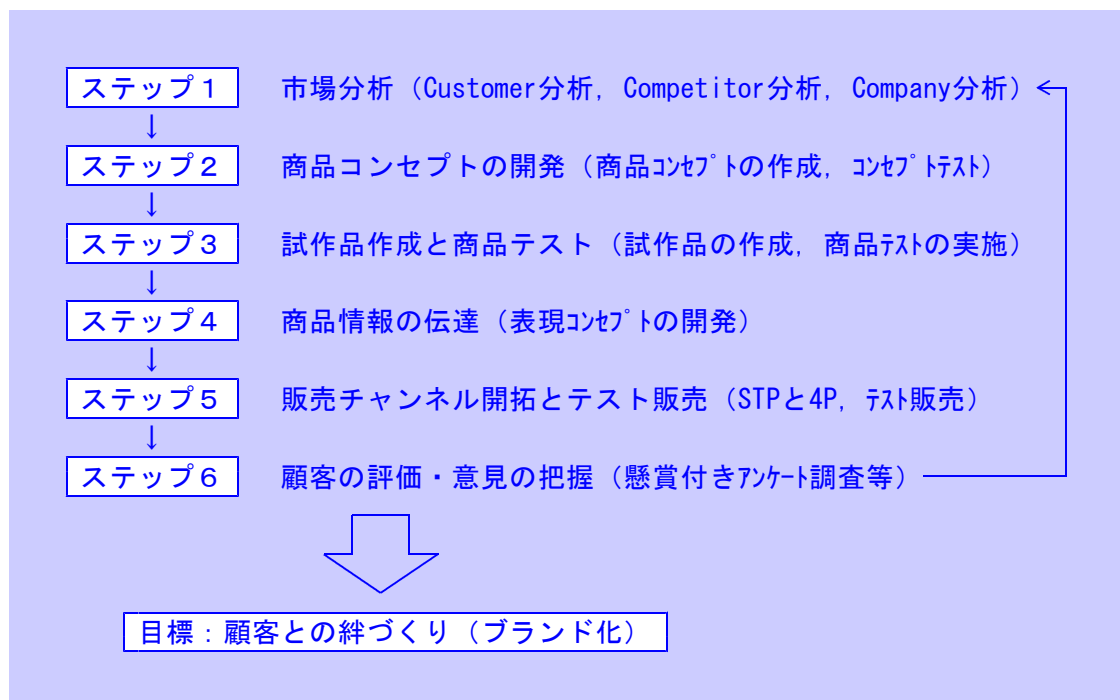 ステップ１ 市場分析（Customer分析，Competitor分析，Company分析）
↓
ステップ２ 商品コンセプトの開発（商品ｺﾝｾﾌﾟﾄの作成，ｺﾝｾﾌﾟﾄﾃｽﾄ）
↓
ステップ３ 試作品作成と商品テスト（試作品の作成，商品ﾃｽﾄの実施）
↓
ステップ４ 商品情報の伝達（表現ｺﾝｾﾌﾟﾄの開発）
↓
ステップ５ 販売チャンネル開拓とテスト販売（STPと4P，ﾃｽﾄ販売）
↓
ステップ６ 顧客の評価・意見の把握（懸賞付きｱﾝｹｰﾄ調査等）
目標：顧客との絆づくり（ブランド化）